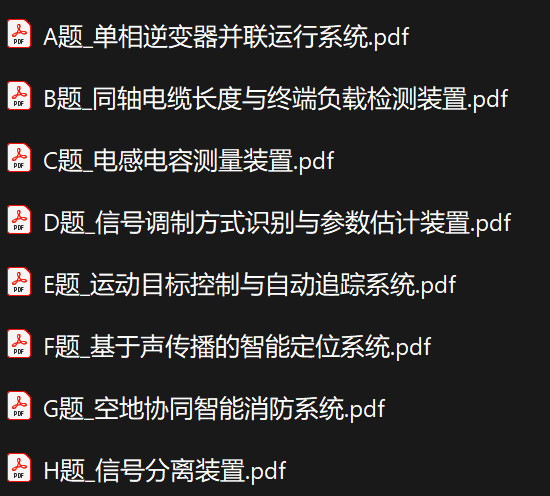 A题_单相逆变器并联运行系统.pdf
B题_同轴电缆长度与终端负载检测装置.pdf
C题_电感电容测量装置.pdf
D题_信号调制方式识别与参数估计装置.pdf
E题_运动目标控制与自动追踪系统.pdf
F题_基于声传播的智能定位系统.pdf
G题_空地协同智能消防系统.pdf
H题_信号分离装置.pdf